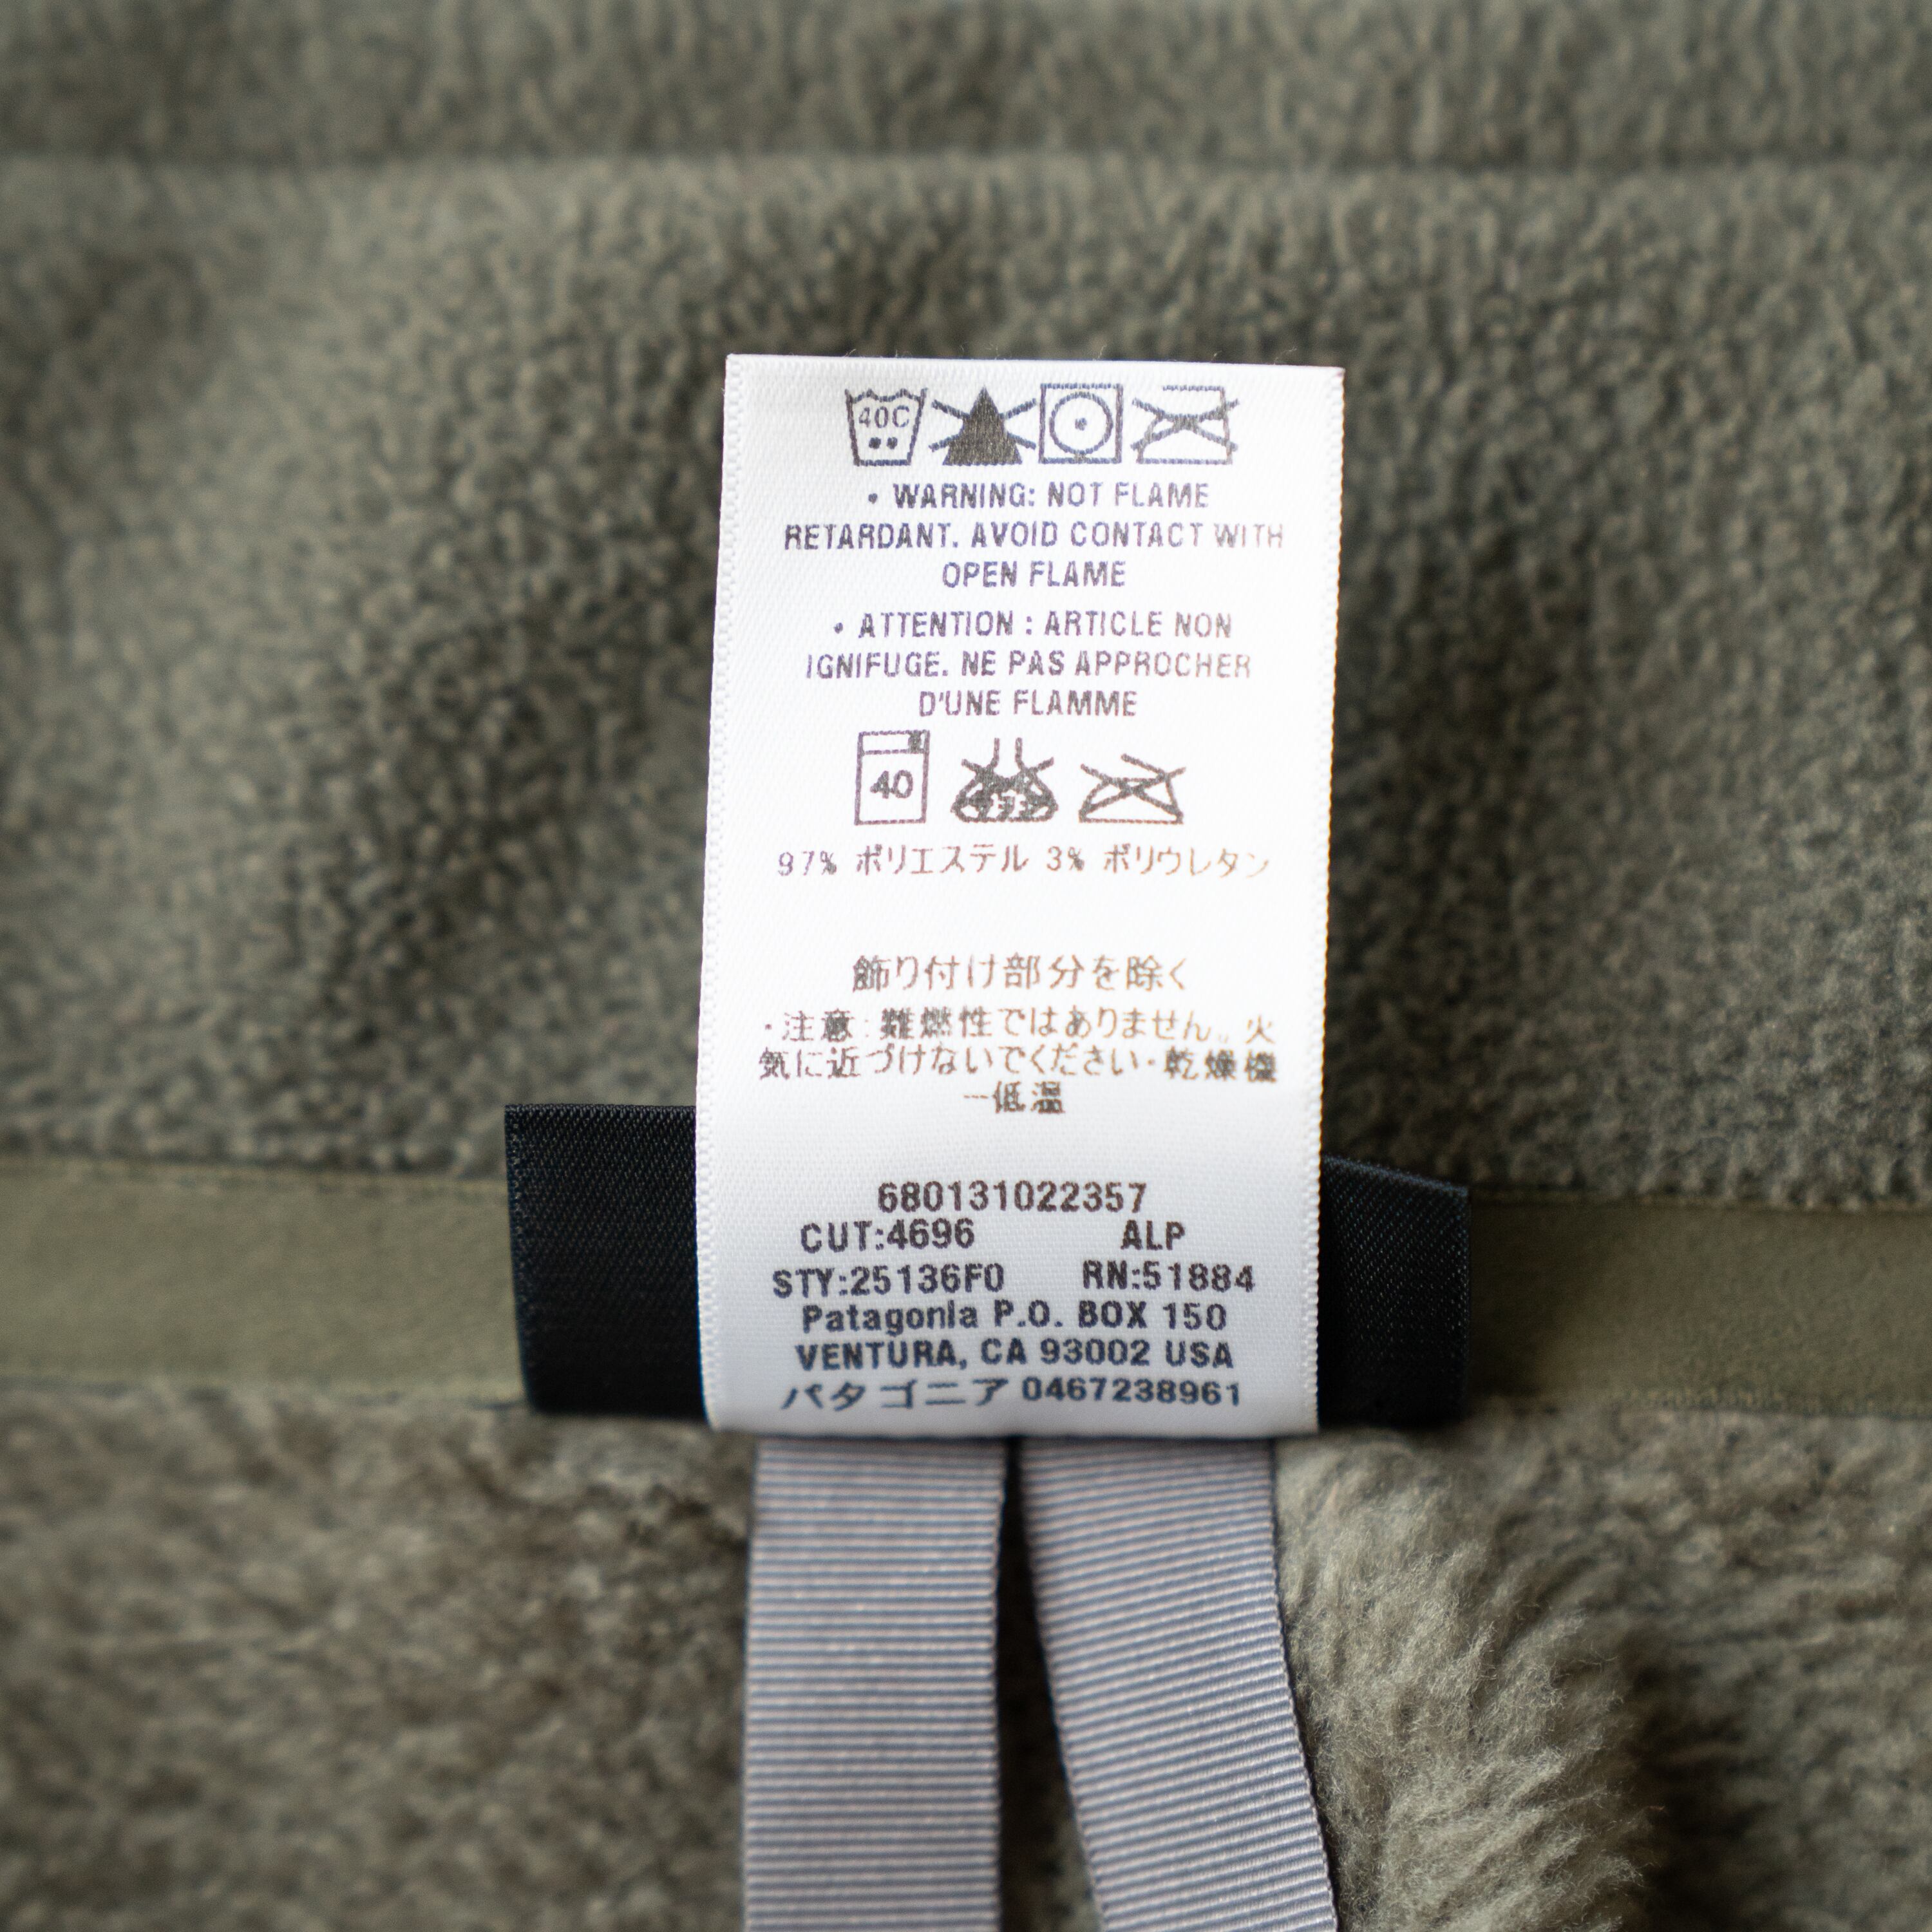 40C
• WARNING: NOT FLAME
RETARDANT. AVOID CONTACT WITH
OPEN FLAME
• ATTENTION : ARTICLE NON
IGNIFUGE. NE PAS APPROCHER
D'UNE FLAMME
40
97% ポリエステル 3% ポリウレタン
飾り付け部分を除く
・注意:難燃性ではありません。火
気に近づけないでください・乾燥機
ー低温
680131022357
CUT:4696 ALP
STY:25136F0 RN:51884
Patagonia P.O. BOX 150
VENTURA, CA 93002 USA
パタゴニア 0467238961